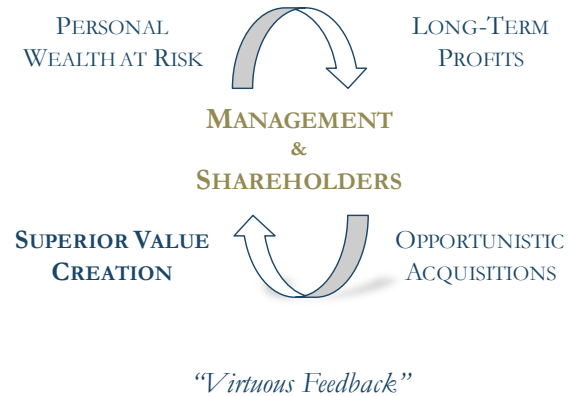 PERSONAL
WEALTH AT RISK
LONG-TERM
PROFITS
MANAGEMENT
&
SHAREHOLDERS
SUPERIOR VALUE
CREATION
OPPORTUNISTIC
ACQUISITIONS
“Virtuous Feedback”